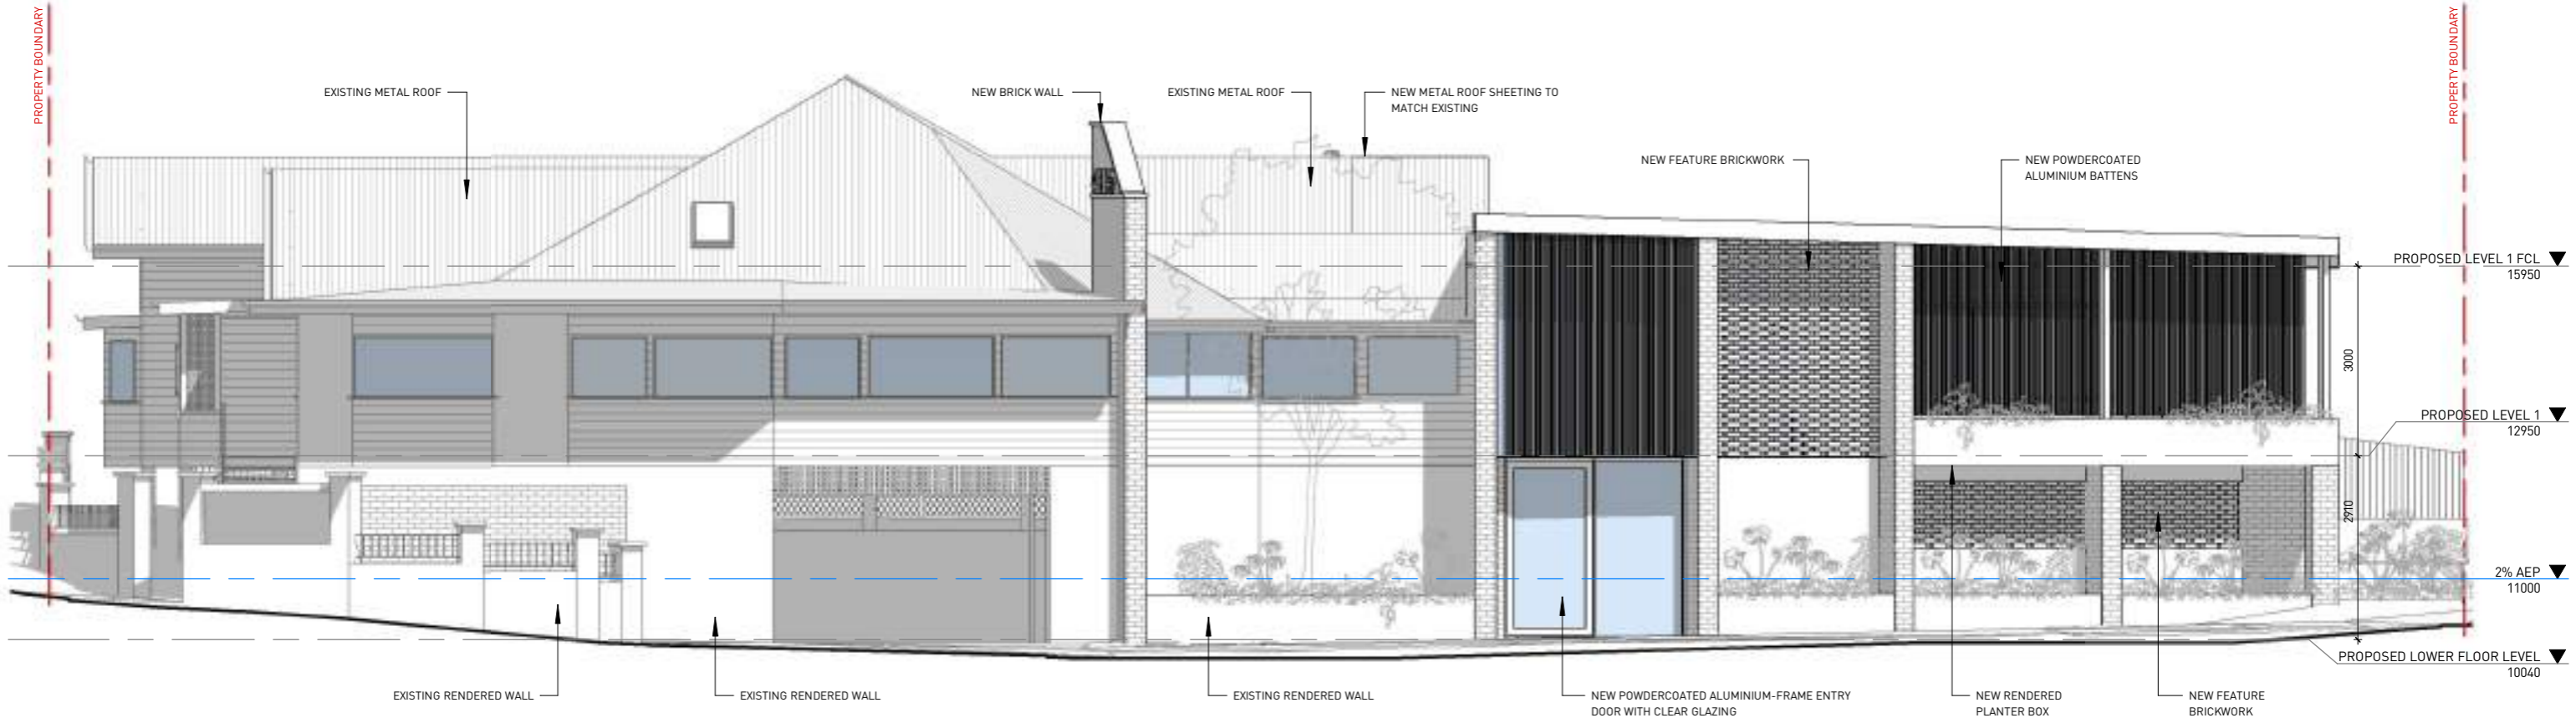 PROPERTY BOUNDARY
PROPERTY BOUNDARY
EXISTING METAL ROOF
NEW BRICK WALL
EXISTING METAL ROOF
NEW METAL ROOF SHEETING TO
MATCH EXISTING
NEW FEATURE BRICKWORK
NEW POWDERCOATED
ALUMINIUM BATTENS
PROPOSED LEVEL 1 FCL
15950
3000
PROPOSED LEVEL 1
12950
2910
2% AEP
11000
PROPOSED LOWER FLOOR LEVEL
10040
EXISTING RENDERED WALL
EXISTING RENDERED WALL
EXISTING RENDERED WALL
NEW POWDERCOATED ALUMINIUM-FRAME ENTRY
DOOR WITH CLEAR GLAZING
NEW RENDERED
PLANTER BOX
NEW FEATURE
BRICKWORK